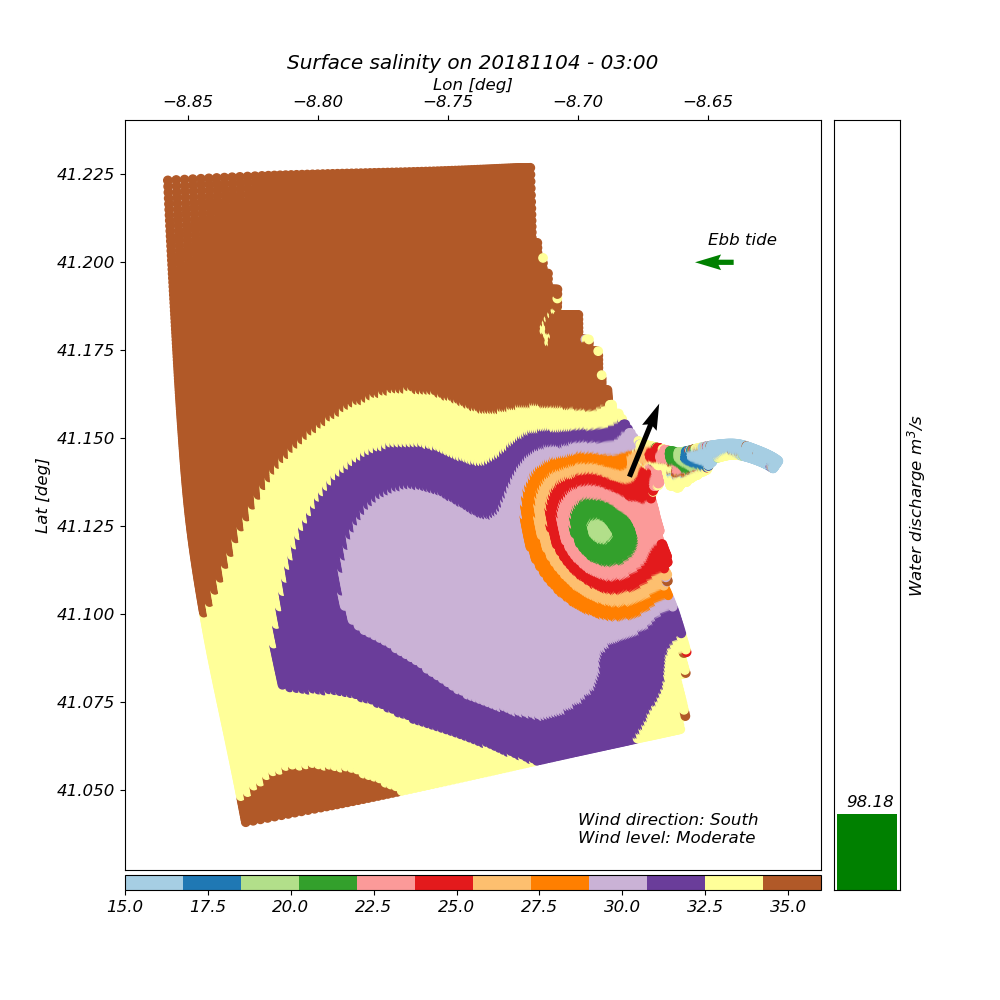 Surface salinity on 20181104 - 03:00
Lon [deg]
−8.85 −8.80 −8.75 −8.70 −8.65
41.225
41.200
41.175
41.150
41.125
41.100
41.075
41.050
Lat [deg]
Ebb tide
Wind direction: South
Wind level: Moderate
15.0 17.5 20.0 22.5 25.0 27.5 30.0 32.5 35.0
98.18
Water discharge m³/s